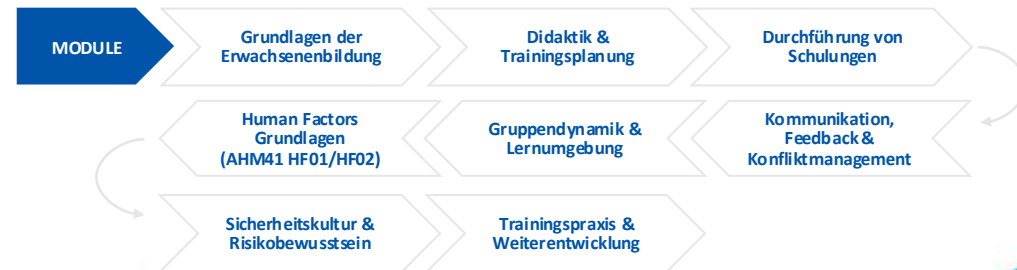 MODULE
Grundlagen der
Erwachsenenbildung
Didaktik &
Trainingsplanung
Durchführung von
Schulungen
Kommunikation,
Feedback &
Konfliktmanagement
Gruppendynamik &
Lernumgebung
Human Factors
Grundlagen
(AHM41 HF01/HF02)
Sicherheitskultur &
Risikobewusstsein
Trainingspraxis &
Weiterentwicklung